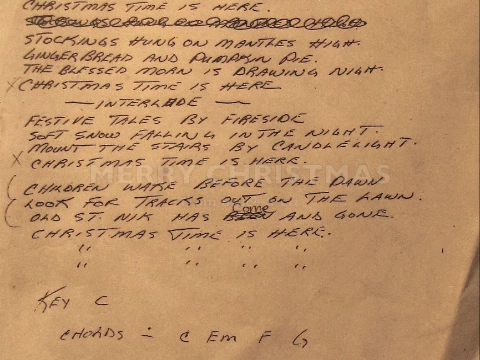 CHRISTMAS TIME IS HERE.
STOCKINGS HUNG ON MANTLES HIGH.
GINGERBREAD AND PUMPKIN PIE.
THE BLESSED MORN IS DRAWING NIGH.
X CHRISTMAS TIME IS HERE
— INTERLUDE —
FESTIVE TALES BY FIRESIDE
SOFT SNOW FALLING IN THE NIGHT.
MOUNT THE STAIRS BY CANDLELIGHT.
X CHRISTMAS TIME IS HERE.
MERRY CHRISTMAS
CHILDREN WAKE BEFORE THE DAWN
LOOK FOR TRACKS OUT ON THE LAWN.
OLD ST. NIK HAS Come AND GONE.
CHRISTMAS TIME IS HERE.
" " " "
" " " "
KEY C
CHORDS :- C Em F G